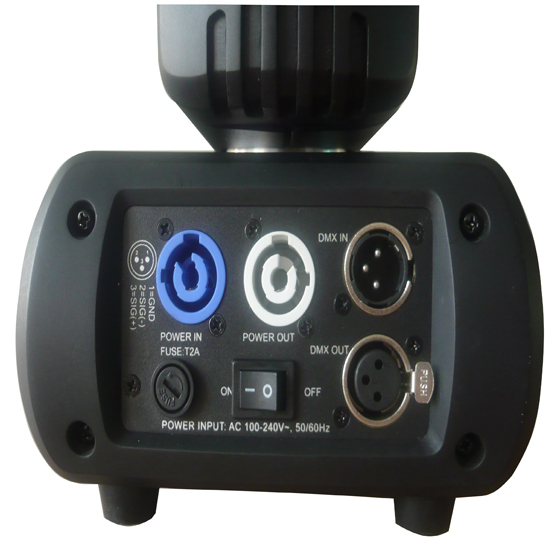 DMX IN
1=GND
2=SIG(-)
3=SIG(+)
POWER IN
POWER OUT
FUSE:T2A
DMX OUT
PUSH
ON
OFF
POWER INPUT: AC 100-240V~, 50/60Hz